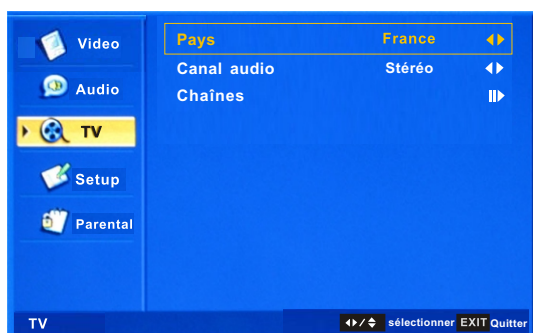 Video
Audio
TV
Setup
Parental
Pays France
Canal audio Stéréo
Chaînes
TV
sélectionner EXIT Quitter